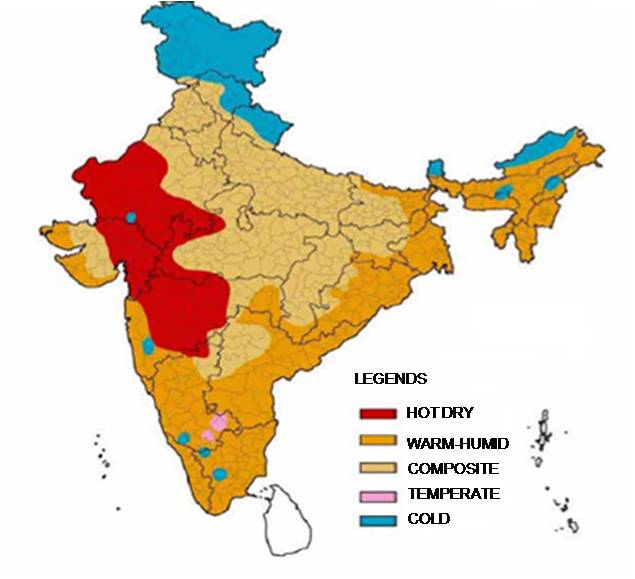 LEGENDS
HOT DRY
WARM-HUMID
COMPOSITE
TEMPERATE
COLD